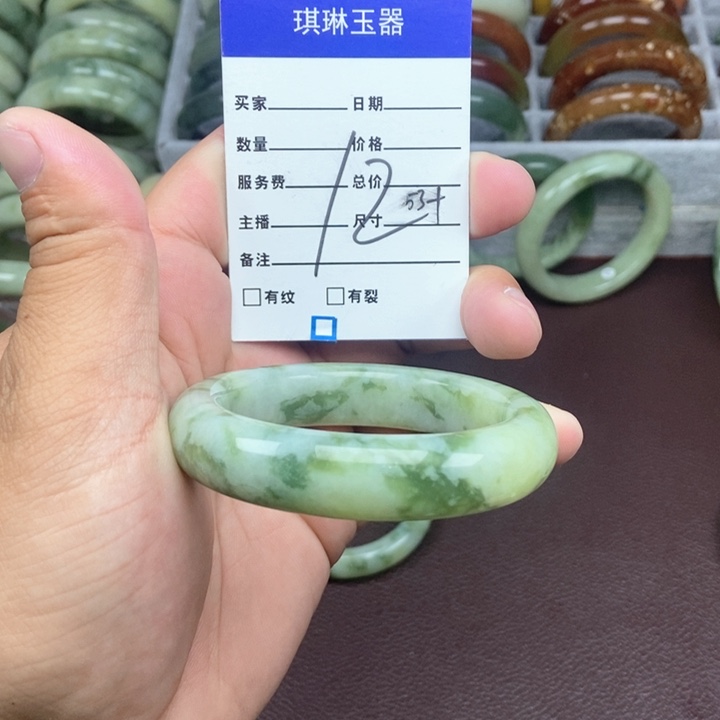 琪琳玉器
买家 日期
数量 价格
服务费 总价
主播 尺寸 53
备注
有纹 有裂
12